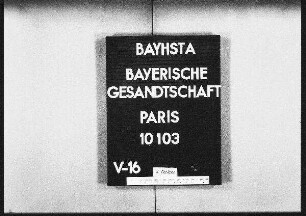 BAYHSTA
BAYERISCHE
GESANDTSCHAFT
PARIS
10103
V-16